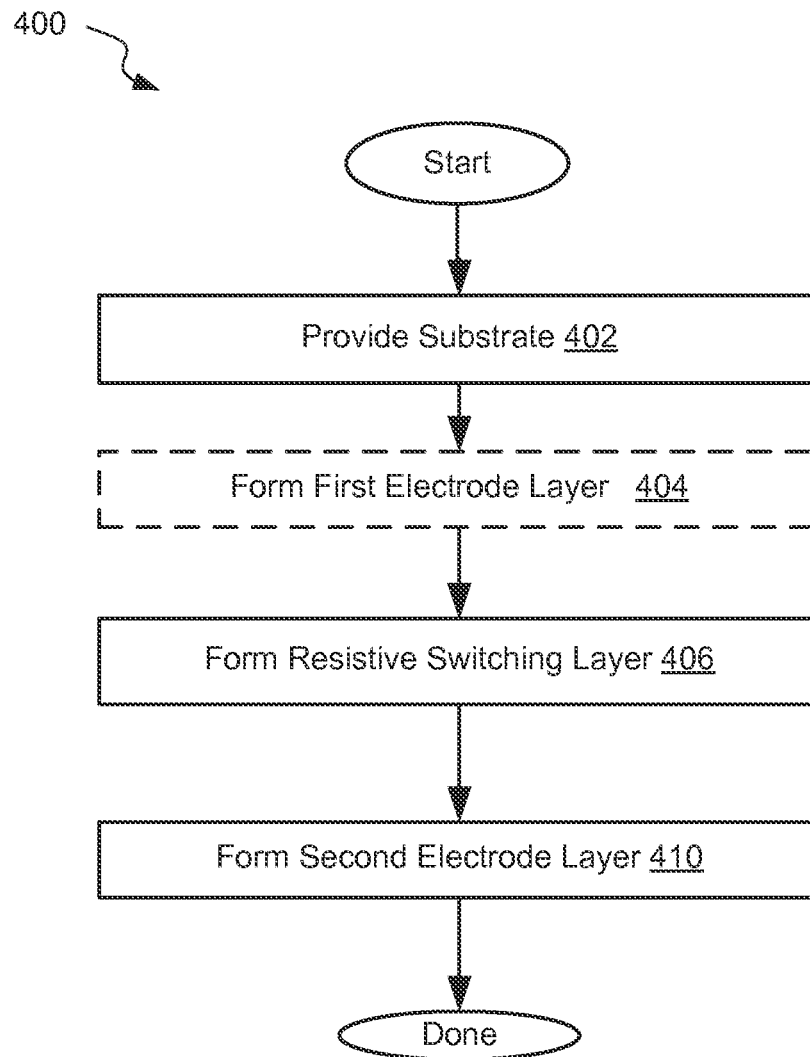 400
Start
Provide Substrate 402
Form First Electrode Layer 404
Form Resistive Switching Layer 406
Form Second Electrode Layer 410
Done